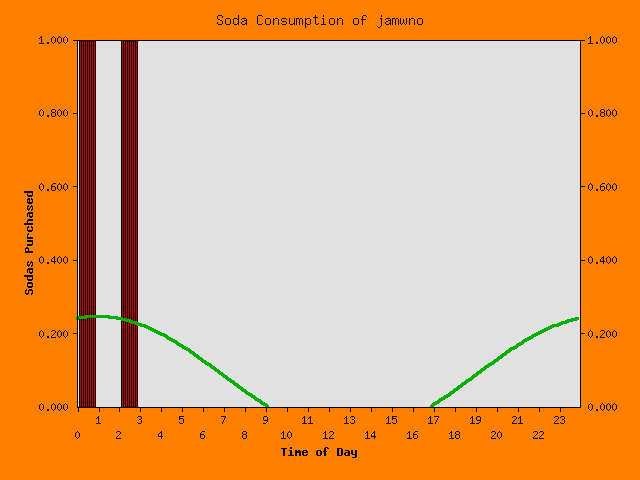 Soda Consumption of jamwno
1.000 1.000
0.800 0.800
0.600 0.600
0.400 0.400
0.200 0.200
0.000 0.000
Sodas Purchased
1 3 5 7 9 11 13 15 17 19 21 23
0 2 4 6 8 10 12 14 16 18 20 22
Time of Day